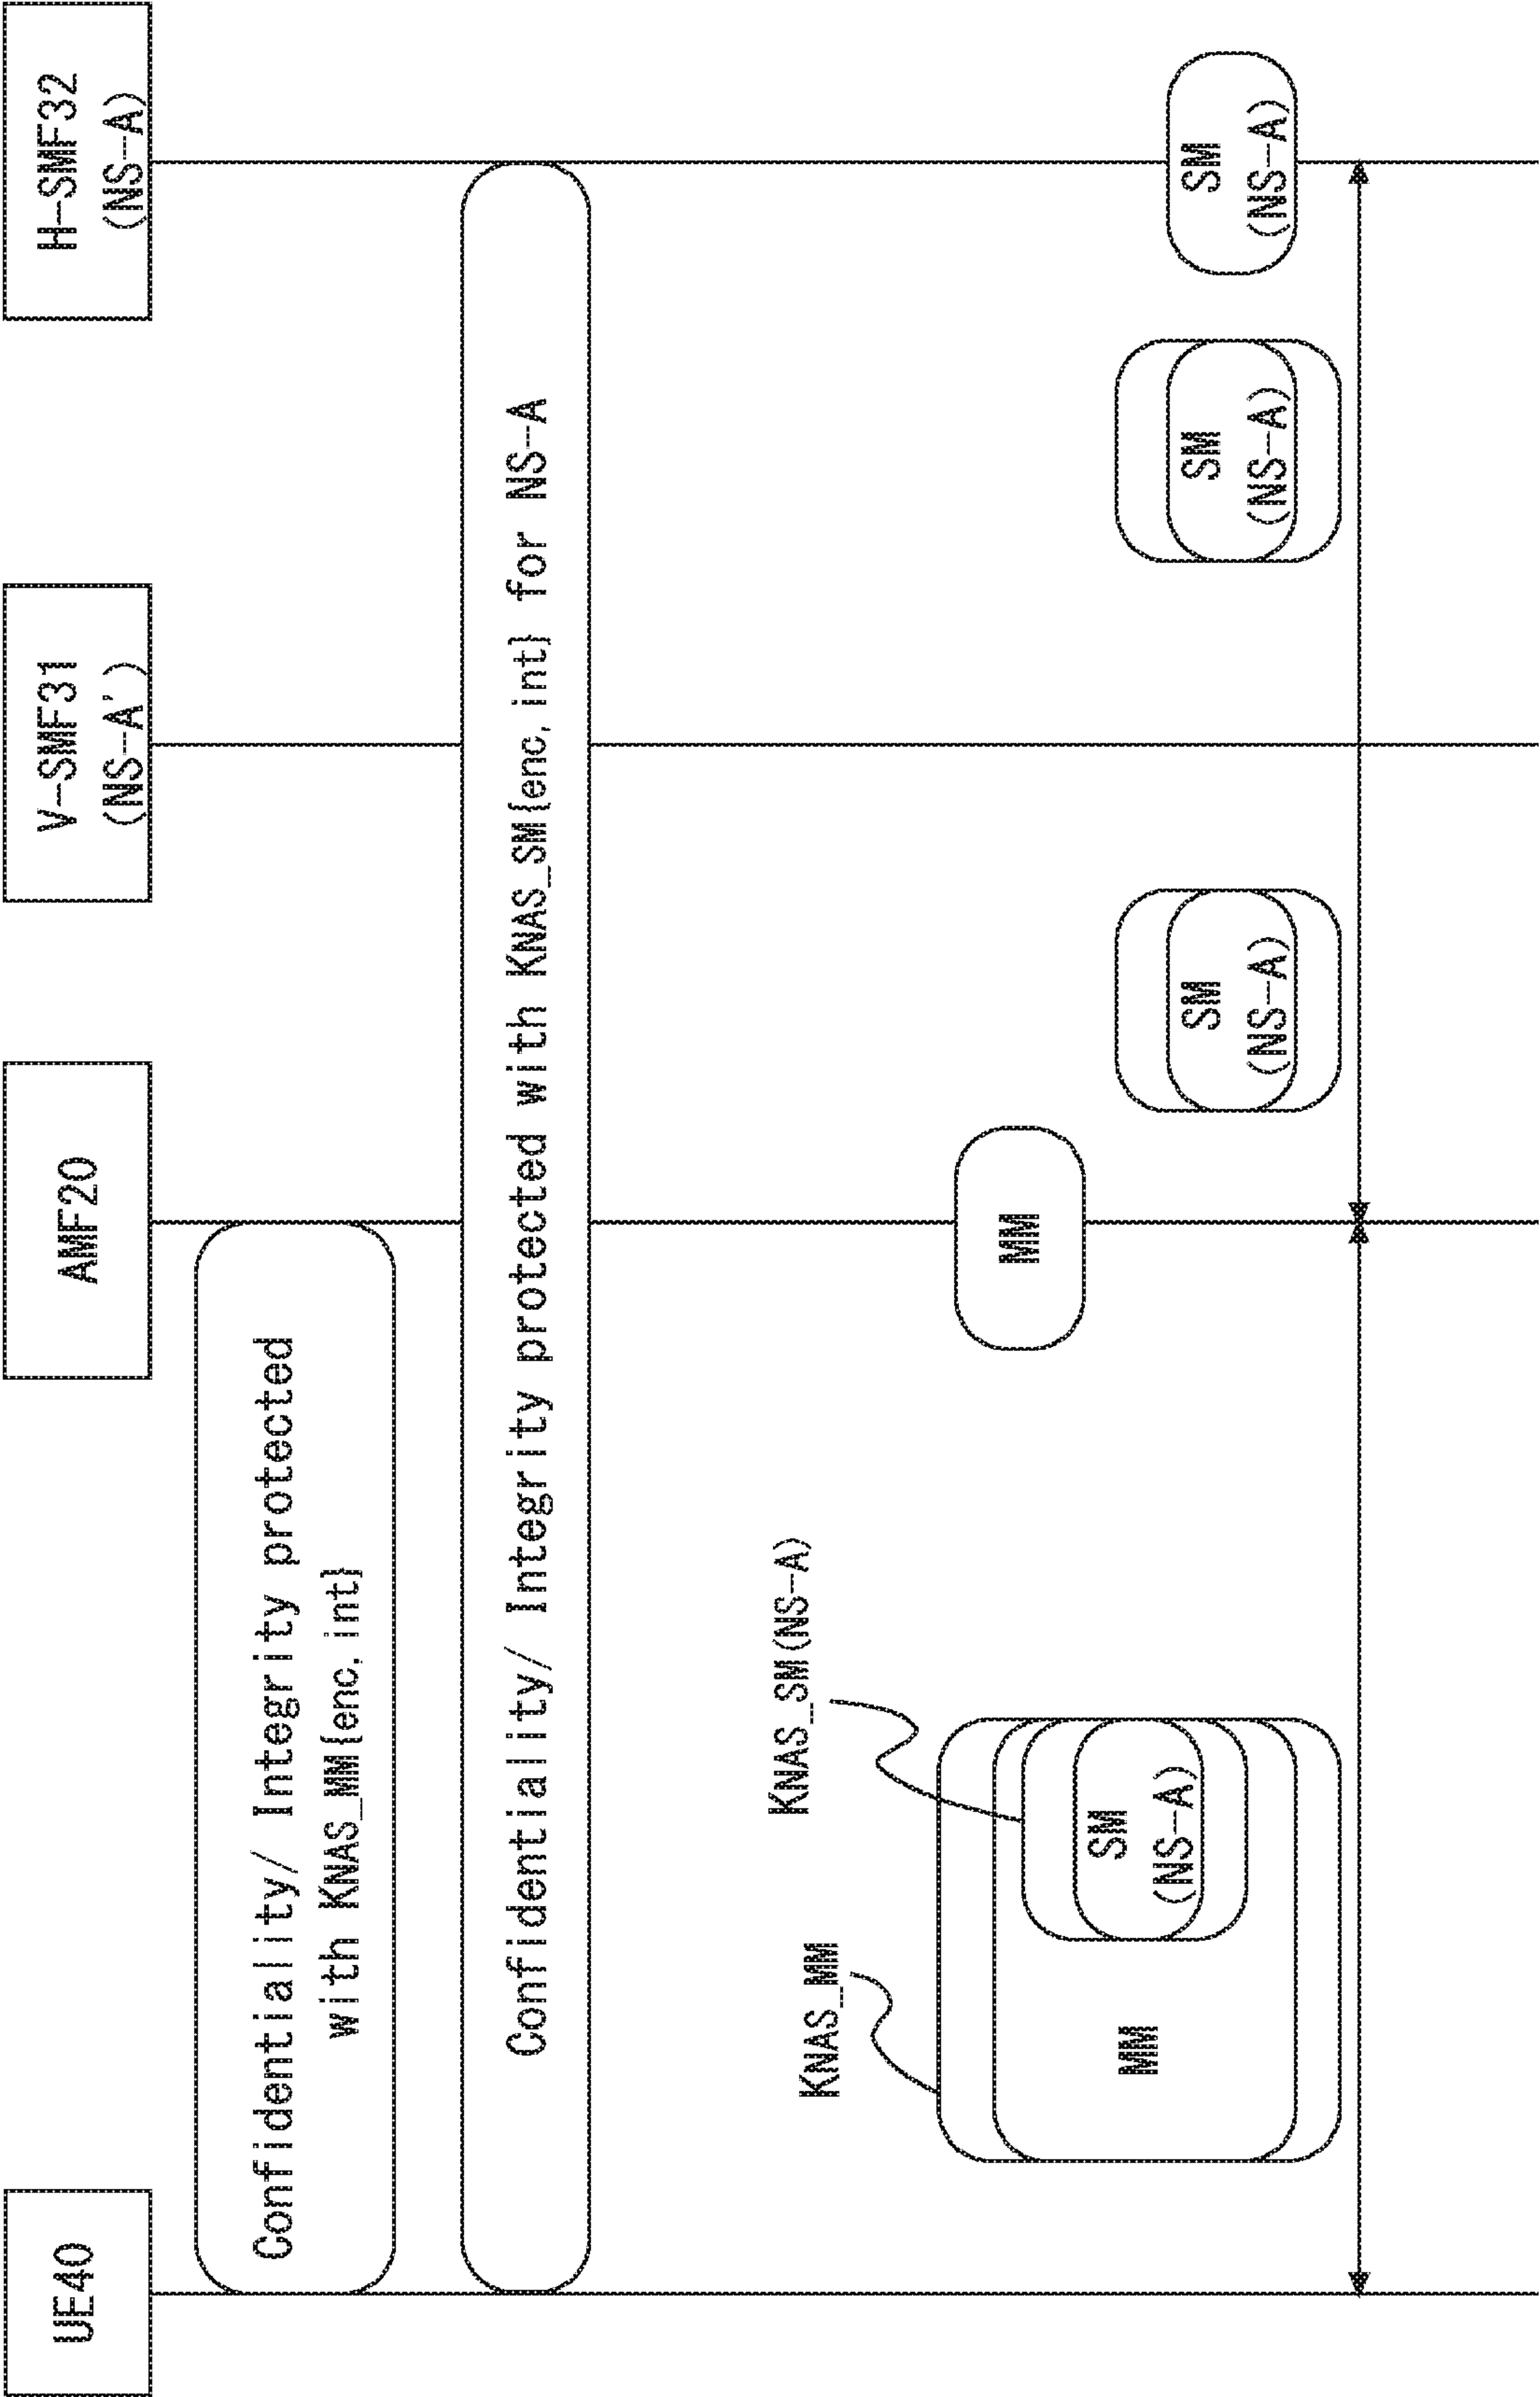 UE40
AMF20
V-SMF31
(NS-A')
H-SMF32
(NS-A)
Confidentiality/ Integrity protected
with KNAS_MM{enc, int}
Confidentiality/ Integrity protected with KNAS_SM{enc, int} for NS-A
KNAS_MM
KNAS_SM(NS-A)
MM
SM
(NS-A)
MM
SM
(NS-A)
SM
(NS-A)
SM
(NS-A)